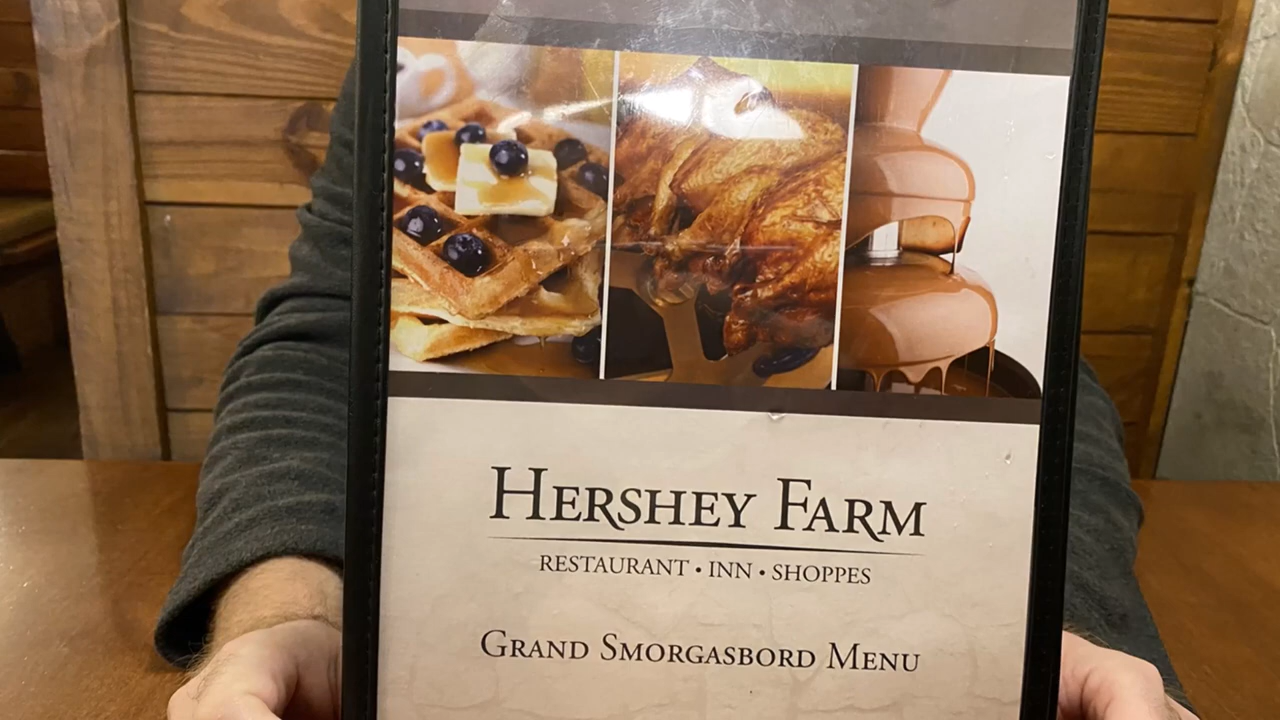 Hershey Farm
RESTAURANT • INN • SHOPPES
Grand Smorgasbord Menu